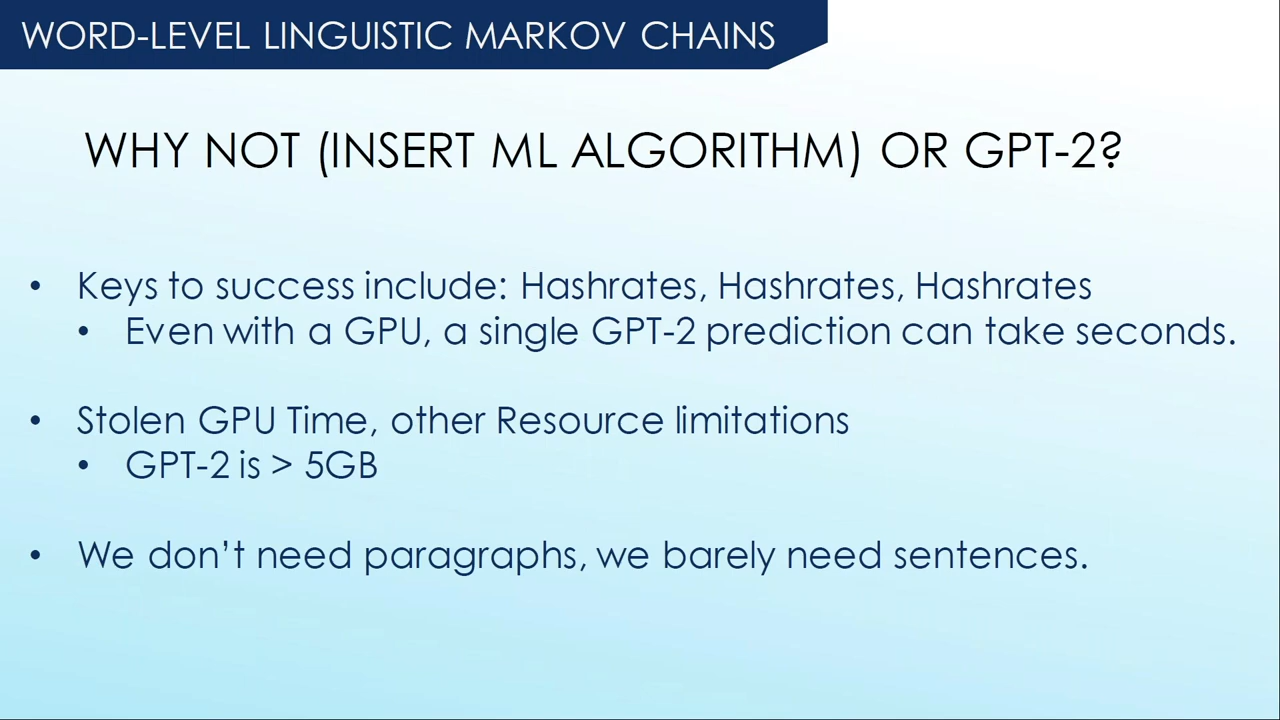 WORD-LEVEL LINGUISTIC MARKOV CHAINS
WHY NOT (INSERT ML ALGORITHM) OR GPT-2?
• Keys to success include: Hashrates, Hashrates, Hashrates
• Even with a GPU, a single GPT-2 prediction can take seconds.
• Stolen GPU Time, other Resource limitations
• GPT-2 is > 5GB
• We don’t need paragraphs, we barely need sentences.